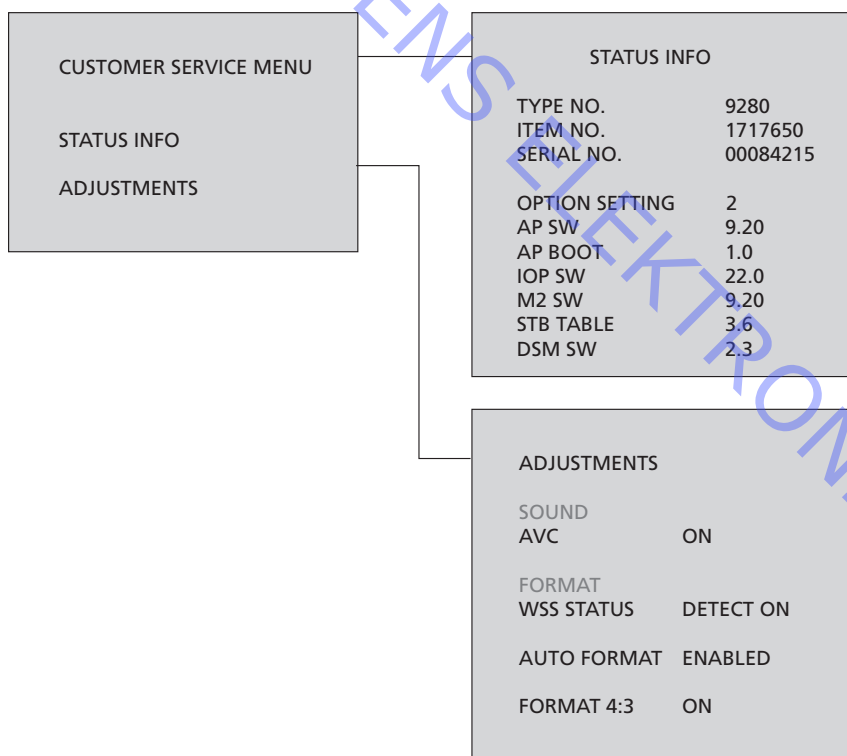 CUSTOMER SERVICE MENU
STATUS INFO
ADJUSTMENTS
STATUS INFO
TYPE NO. 9280
ITEM NO. 1717650
SERIAL NO. 00084215
OPTION SETTING 2
AP SW 9.20
AP BOOT 1.0
IOP SW 22.0
M2 SW 9.20
STB TABLE 3.6
DSM SW 2.3
ADJUSTMENTS
SOUND
AVC ON
FORMAT
WSS STATUS DETECT ON
AUTO FORMAT ENABLED
FORMAT 4:3 ON
ENS ELEKTRON